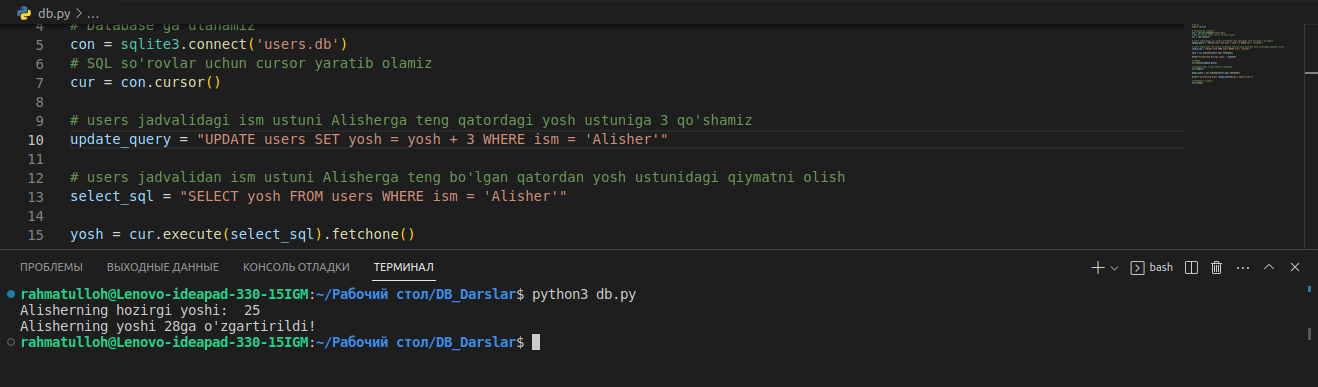 db.py > ...
4 # Database ga ulanamiz
5 con = sqlite3.connect('users.db')
6 # SQL so'rovlar uchun cursor yaratib olamiz
7 cur = con.cursor()
8
9 # users jadvalidagi ism ustuni Alisherga teng qatordagi yosh ustuniga 3 qo'shamiz
10 update_query = "UPDATE users SET yosh = yosh + 3 WHERE ism = 'Alisher'"
11
12 # users jadvalidan ism ustuni Alisherga teng bo'lgan qatordan yosh ustunidagi qiymatni olish
13 select_sql = "SELECT yosh FROM users WHERE ism = 'Alisher'"
14
15 yosh = cur.execute(select_sql).fetchone()
ПРОБЛЕМЫ ВЫХОДНЫЕ ДАННЫЕ КОНСОЛЬ ОТЛАДКИ ТЕРМИНАЛ bash
rahmatulloh@Lenovo-ideapad-330-15IGM:~/Рабочий стол/DB_Darslar$ python3 db.py
Alisherning hozirgi yoshi:  25
Alisherning yoshi 28ga o'zgartirildi!
rahmatulloh@Lenovo-ideapad-330-15IGM:~/Рабочий стол/DB_Darslar$